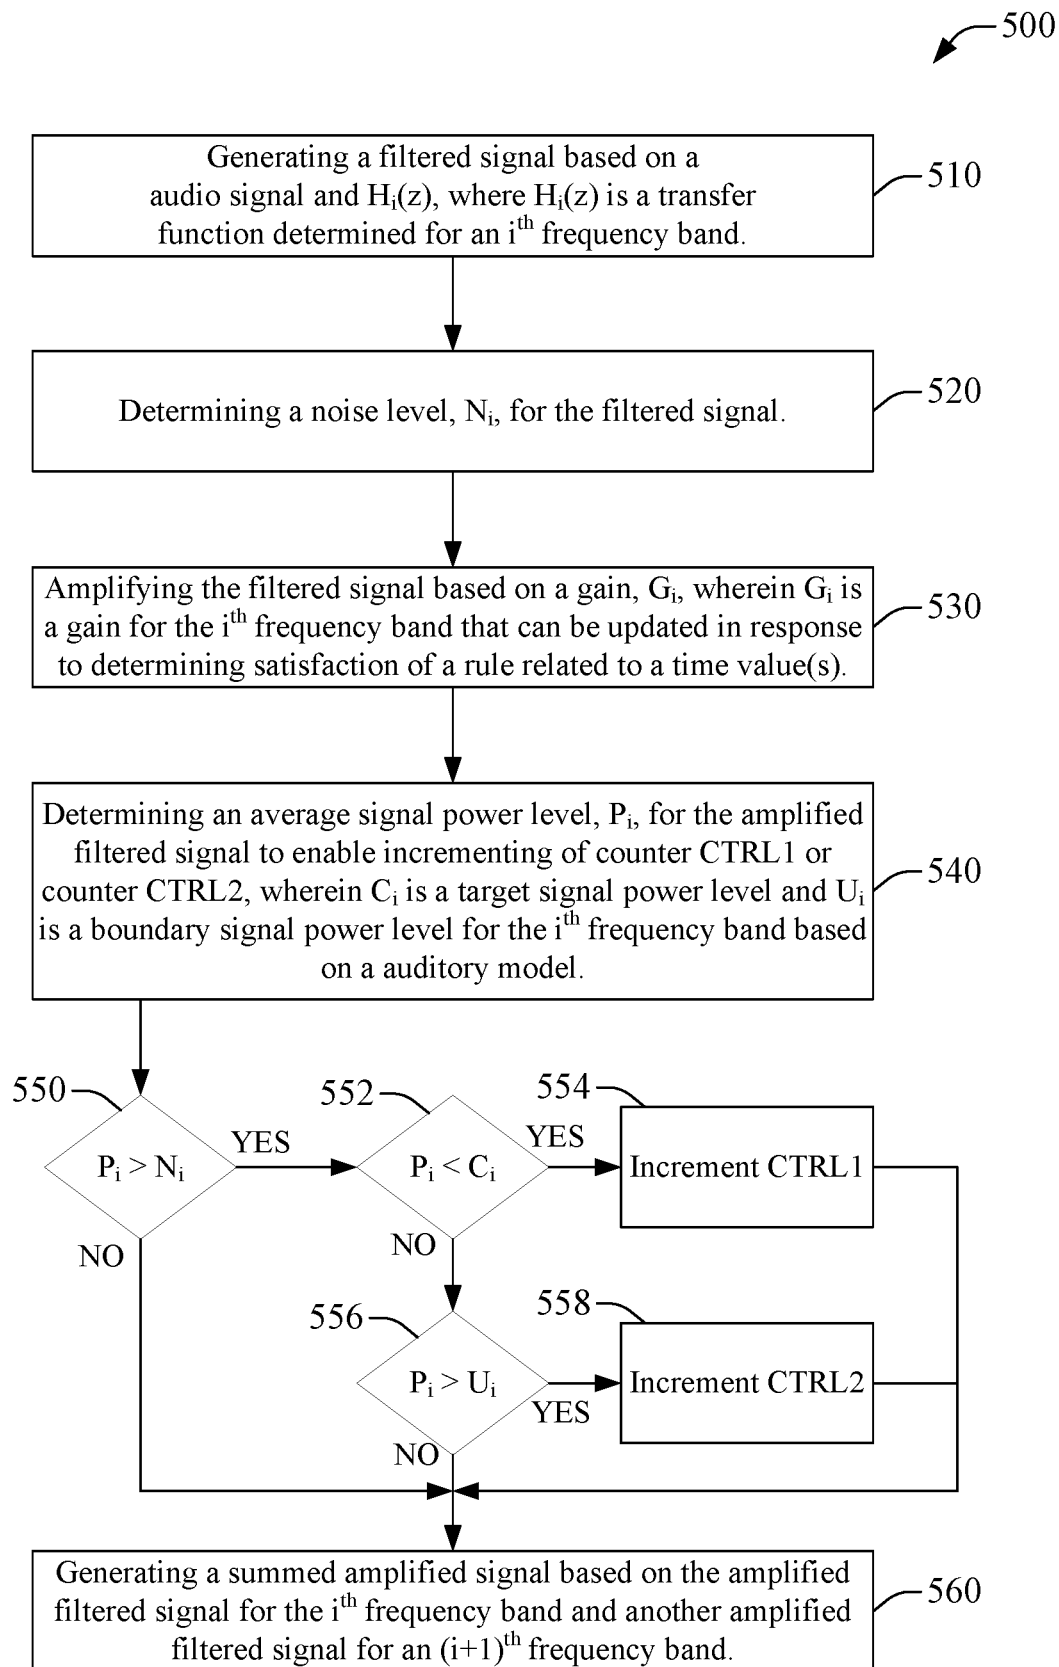 500
Generating a filtered signal based on a
audio signal and Hi(z), where Hi(z) is a transfer
function determined for an ith frequency band.
510
Determining a noise level, Ni, for the filtered signal.
520
Amplifying the filtered signal based on a gain, Gi, wherein Gi is
a gain for the ith frequency band that can be updated in response
to determining satisfaction of a rule related to a time value(s).
530
Determining an average signal power level, Pi, for the amplified
filtered signal to enable incrementing of counter CTRL1 or
counter CTRL2, wherein Ci is a target signal power level and Ui
is a boundary signal power level for the ith frequency band based
on a auditory model.
540
550
Pi > Ni
YES
NO
552
Pi < Ci
YES
NO
554
Increment CTRL1
556
Pi > Ui
YES
NO
558
Increment CTRL2
Generating a summed amplified signal based on the amplified
filtered signal for the ith frequency band and another amplified
filtered signal for an (i+1)th frequency band.
560